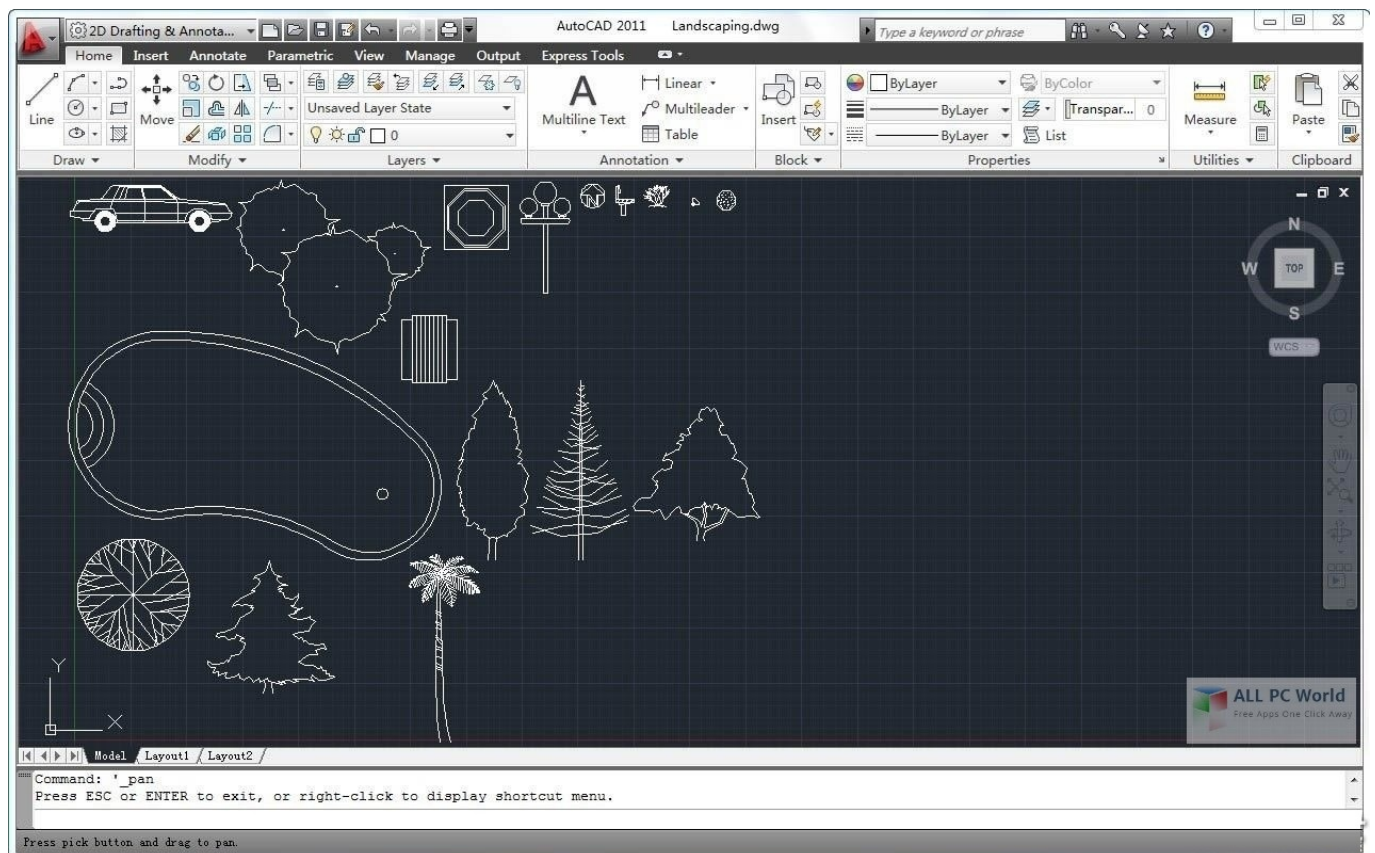 2D Drafting & Annota... AutoCAD 2011 Landscaping.dwg Type a keyword or phrase
Home Insert Annotate Parametric View Manage Output Express Tools
Line
Move
Unsaved Layer State
0
A
Multiline Text
Linear
Multileader
Table
Insert
ByLayer
ByLayer
ByLayer
ByColor
Transpar... 0
List
Measure
Paste
Draw Modify Layers Annotation Block Properties Utilities Clipboard
N
W TOP E
S
WCS
N
Y
X
ALL PC World
Free Apps One Click Away
Model Layout1 Layout2
Command: '_pan
Press ESC or ENTER to exit, or right-click to display shortcut menu.
Press pick button and drag to pan.